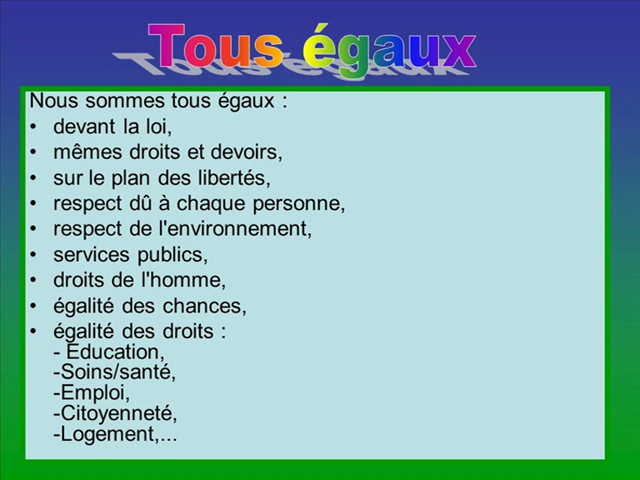 Tous égaux
Nous sommes tous égaux :
• devant la loi,
• mêmes droits et devoirs,
• sur le plan des libertés,
• respect dû à chaque personne,
• respect de l'environnement,
• services publics,
• droits de l'homme,
• égalité des chances,
• égalité des droits :
- Education,
-Soins/santé,
-Emploi,
-Citoyenneté,
-Logement,...